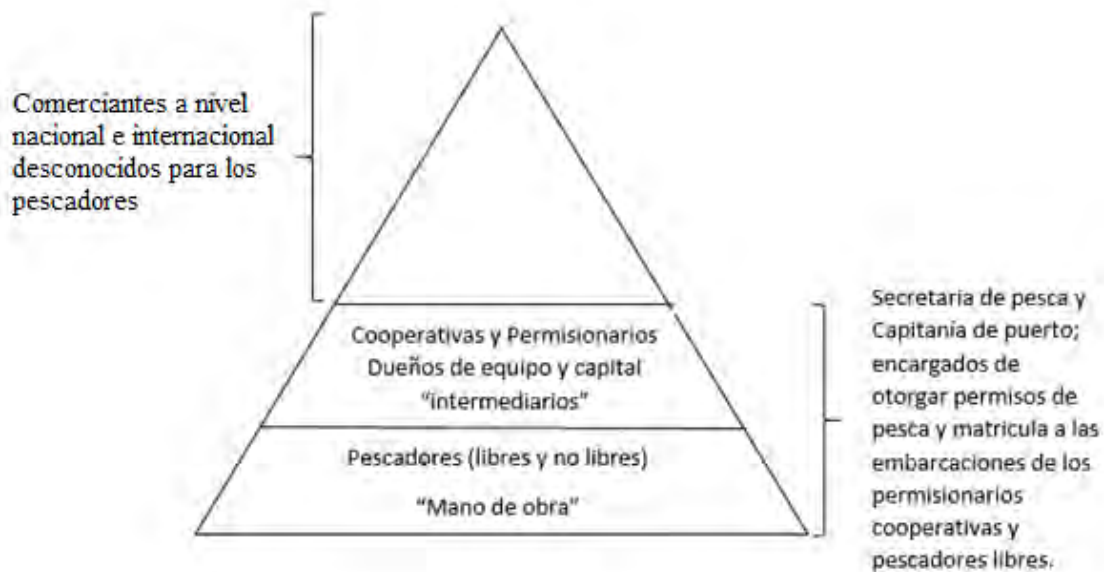 Comerciantes a nivel
nacional e internacional
desconocidos para los
pescadores
Cooperativas y Permisionarios
Dueños de equipo y capital
“intermediarios”
Pescadores (libres y no libres)
“Mano de obra”
Secretaria de pesca y
Capitanía de puerto;
encargados de
otorgar permisos de
pesca y matricula a las
embarcaciones de los
permisionarios
cooperativas y
pescadores libres.